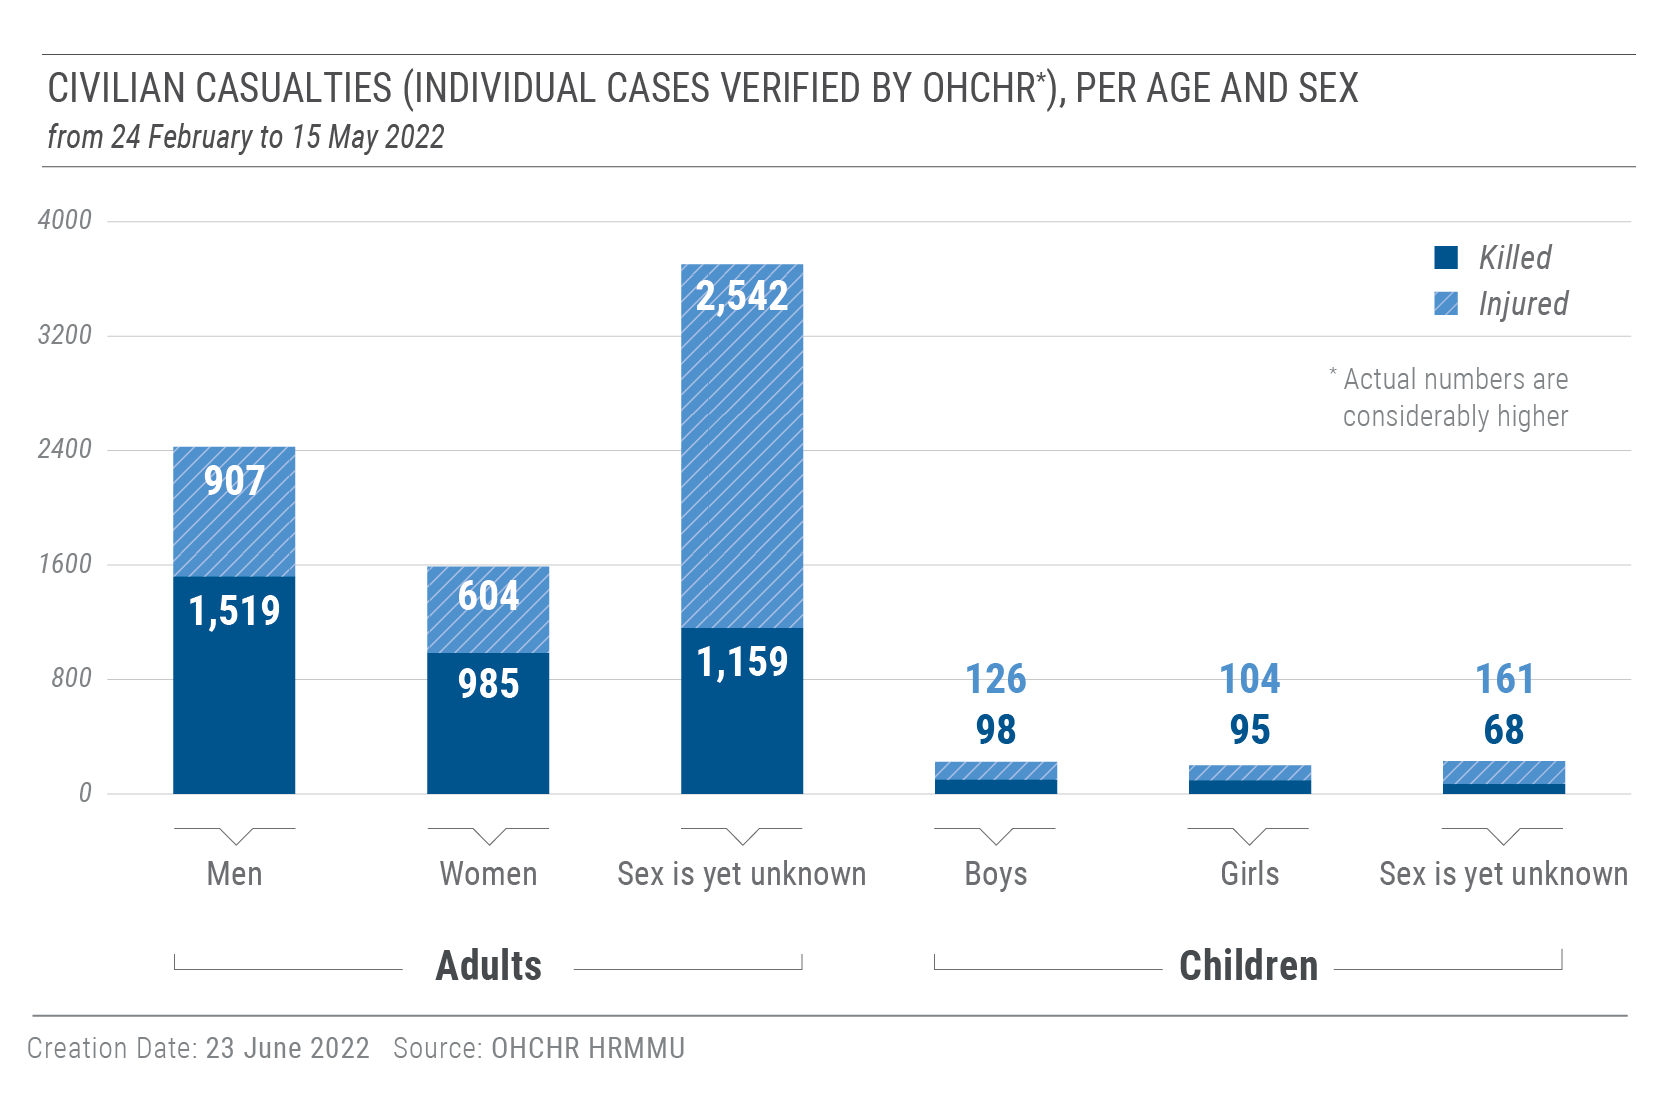 CIVILIAN CASUALTIES (INDIVIDUAL CASES VERIFIED BY OHCHR*), PER AGE AND SEX
from 24 February to 15 May 2022
4000
3200
2400
1600
800
0
Killed
Injured
* Actual numbers are
considerably higher
907
1,519
604
985
2,542
1,159
126
98
104
95
161
68
Men
Women
Sex is yet unknown
Boys
Girls
Sex is yet unknown
Adults
Children
Creation Date: 23 June 2022 Source: OHCHR HRMMU